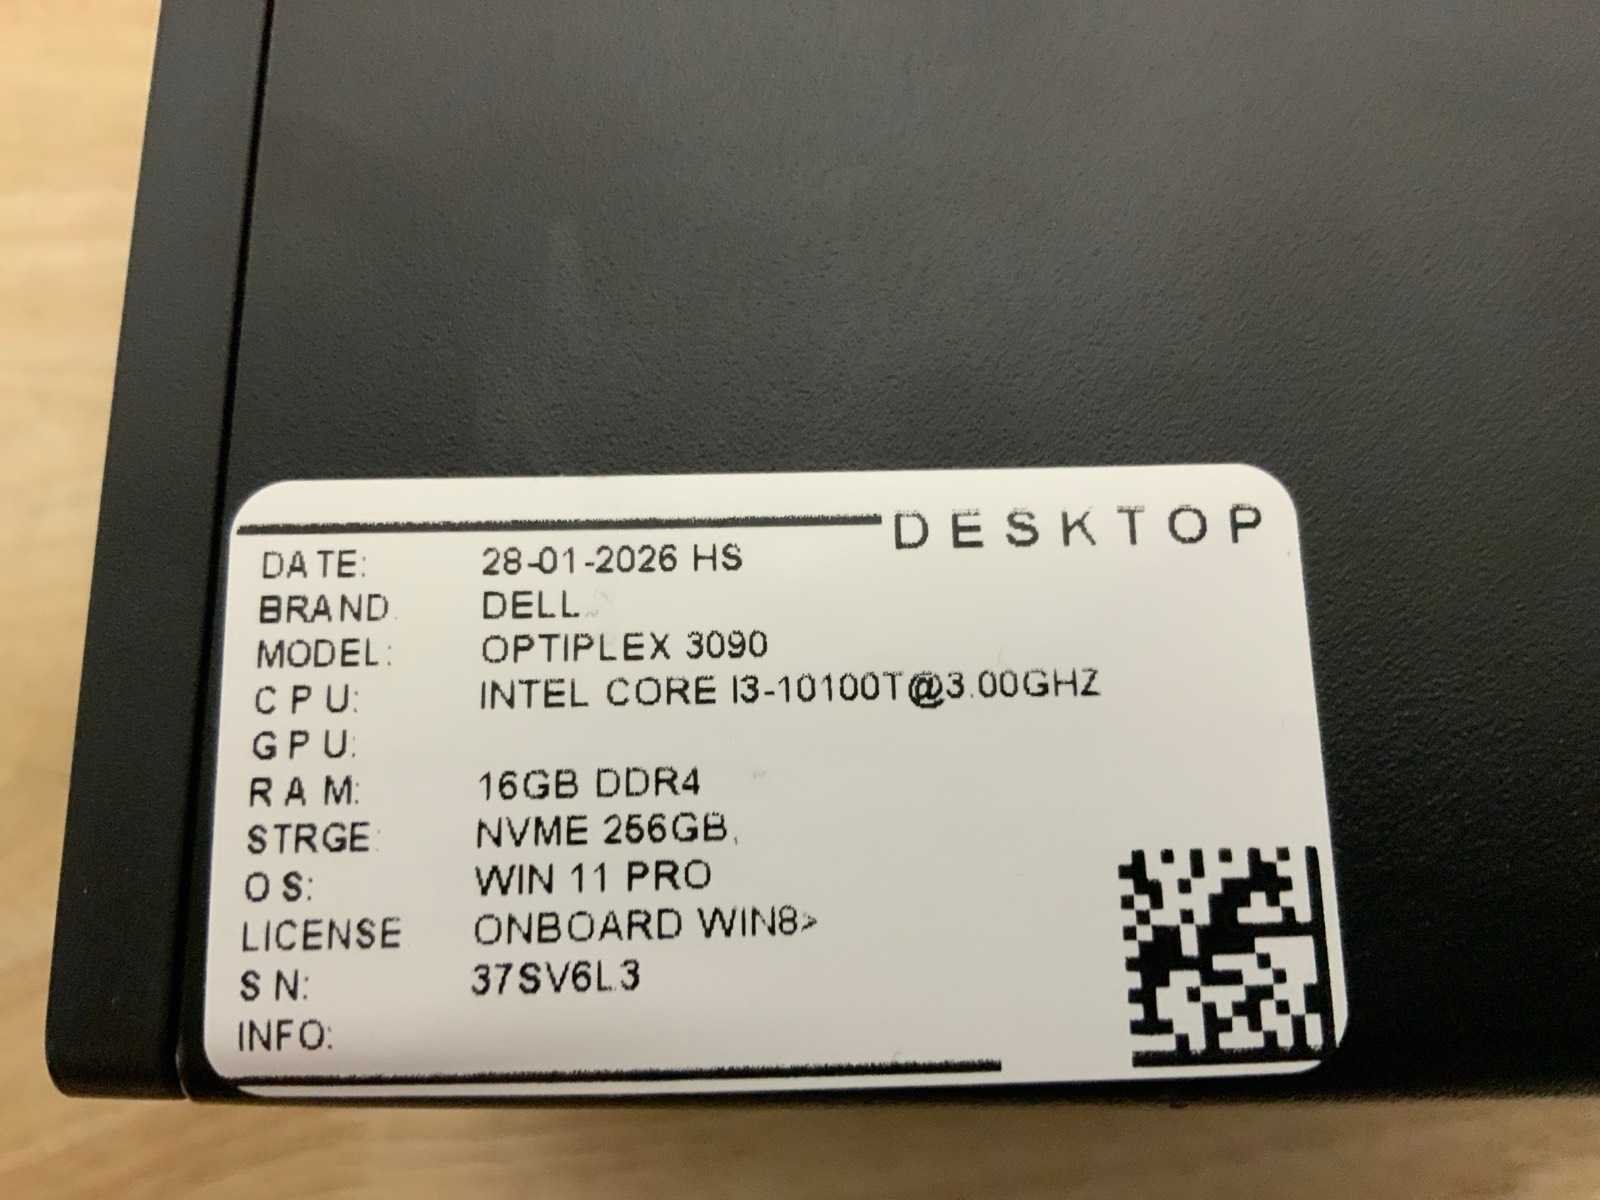 DESKTOP
DATE: 28-01-2026 HS
BRAND: DELL
MODEL: OPTIPLEX 3090
CPU: INTEL CORE I3-10100T@3.00GHZ
GPU:
RAM: 16GB DDR4
STRGE: NVME 256GB,
OS: WIN 11 PRO
LICENSE ONBOARD WIN8>
SN: 37SV6L3
INFO: